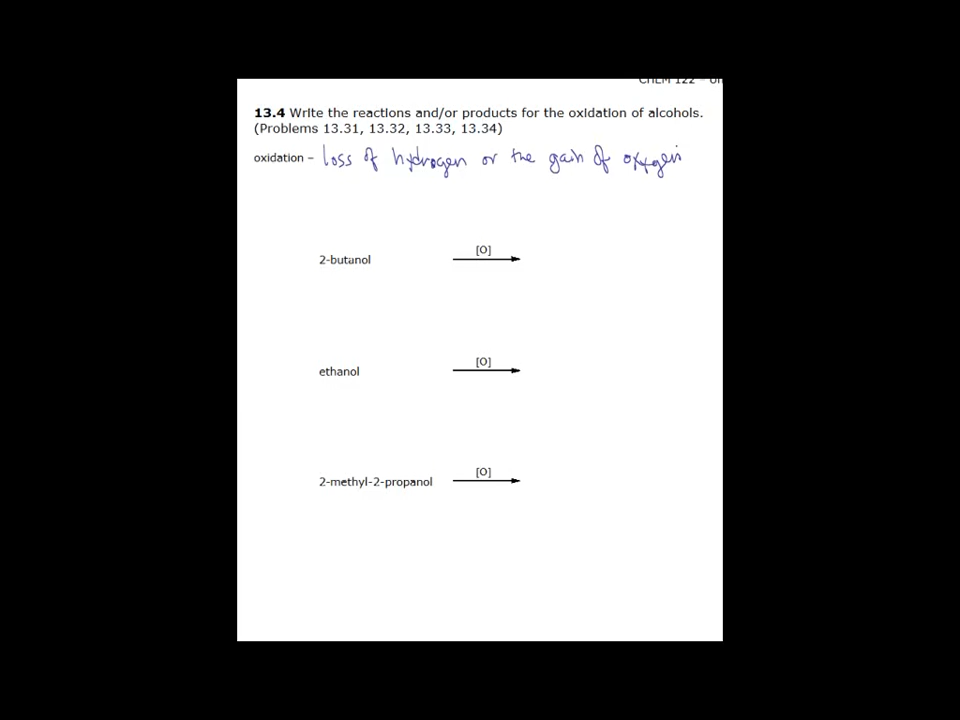 13.4 Write the reactions and/or products for the oxidation of alcohols.
(Problems 13.31, 13.32, 13.33, 13.34)
oxidation – loss of hydrogen or the gain of oxygen
[O]
2-butanol
[O]
ethanol
[O]
2-methyl-2-propanol